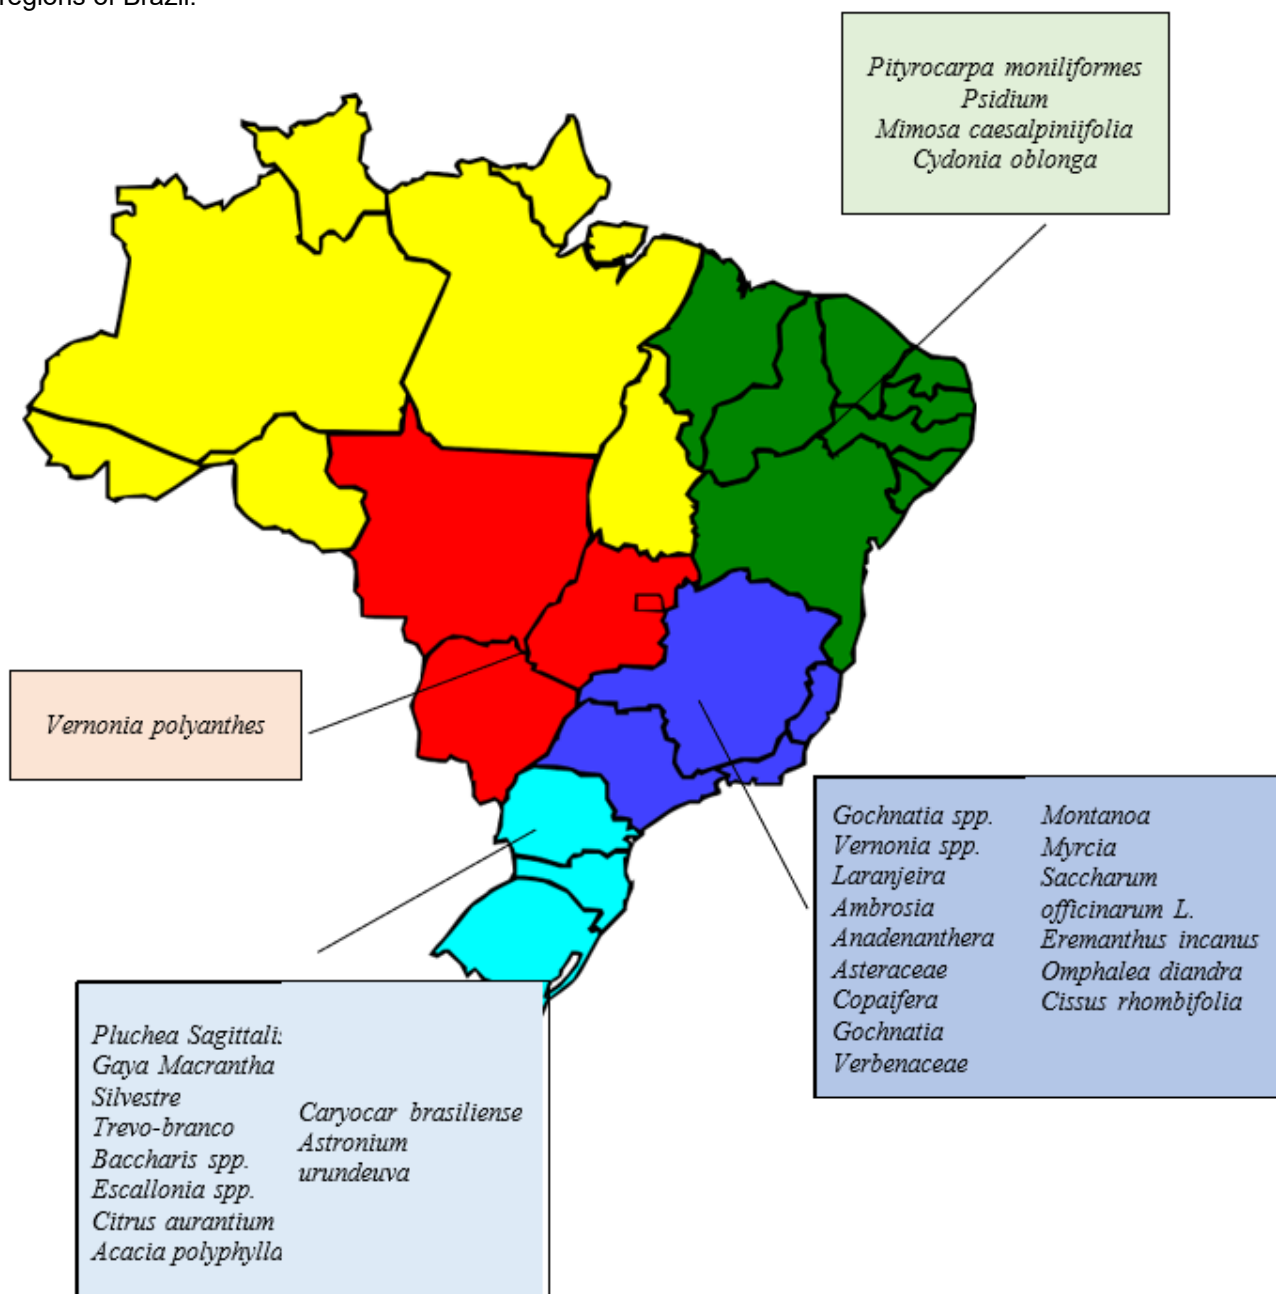 regions of Brazil.
Pityrocarpa moniliformes
Psidium
Mimosa caesalpiniifolia
Cydonia oblonga
Vernonia polyanthes
Gochnatia spp.
Vernonia spp.
Laranjeira
Ambrosia
Anadenanthera
Asteraceae
Copaifera
Gochnatia
Verbenaceae
Montanoa
Myrcia
Saccharum
officinarum L.
Eremanthus incanus
Omphalea diandra
Cissus rhombifolia
Pluchea Sagittalis
Gaya Macrantha
Silvestre
Trevo-branco
Baccharis spp.
Escallonia spp.
Citrus aurantium
Acacia polyphylla
Caryocar brasiliense
Astronium
urundeuva